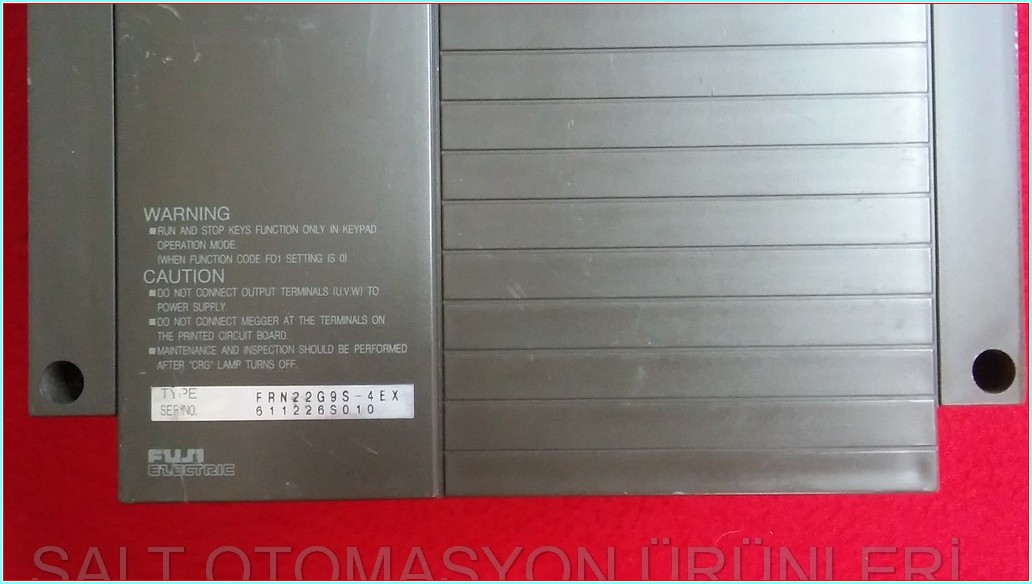 WARNING
■RUN AND STOP KEYS FUNCTION ONLY IN KEYPAD
OPERATION MODE.
(WHEN FUNCTION CODE F01 SETTING IS 0)
CAUTION
■DO NOT CONNECT OUTPUT TERMINALS (U.V.W) TO
POWER SUPPLY.
■DO NOT CONNECT MEGGER AT THE TERMINALS ON
THE PRINTED CIRCUIT BOARD.
■MAINTENANCE AND INSPECTION SHOULD BE PERFORMED
AFTER "CRG" LAMP TURNS OFF.
TYPE FRN22G9S-4EX
SER.NO. 611226S010
FUJI
ELECTRIC
SALT OTOMASYON ÜRÜNLERİ